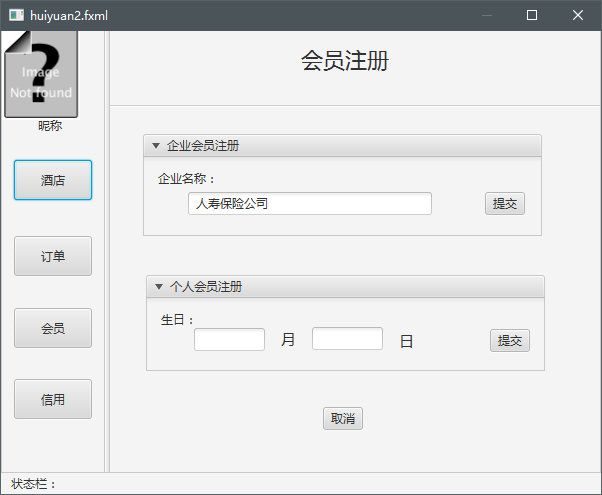 huiyuan2.fxml
Image
Not found
昵称
酒店
订单
会员
信用
会员注册
企业会员注册
企业名称：
人寿保险公司 提交
个人会员注册
生日：
月 日 提交
取消
状态栏：